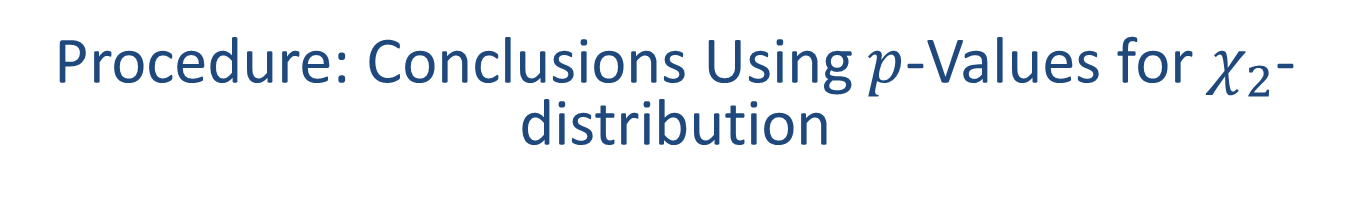 Procedure: Conclusions Using 𝑝-Values for 𝜒₂-
distribution